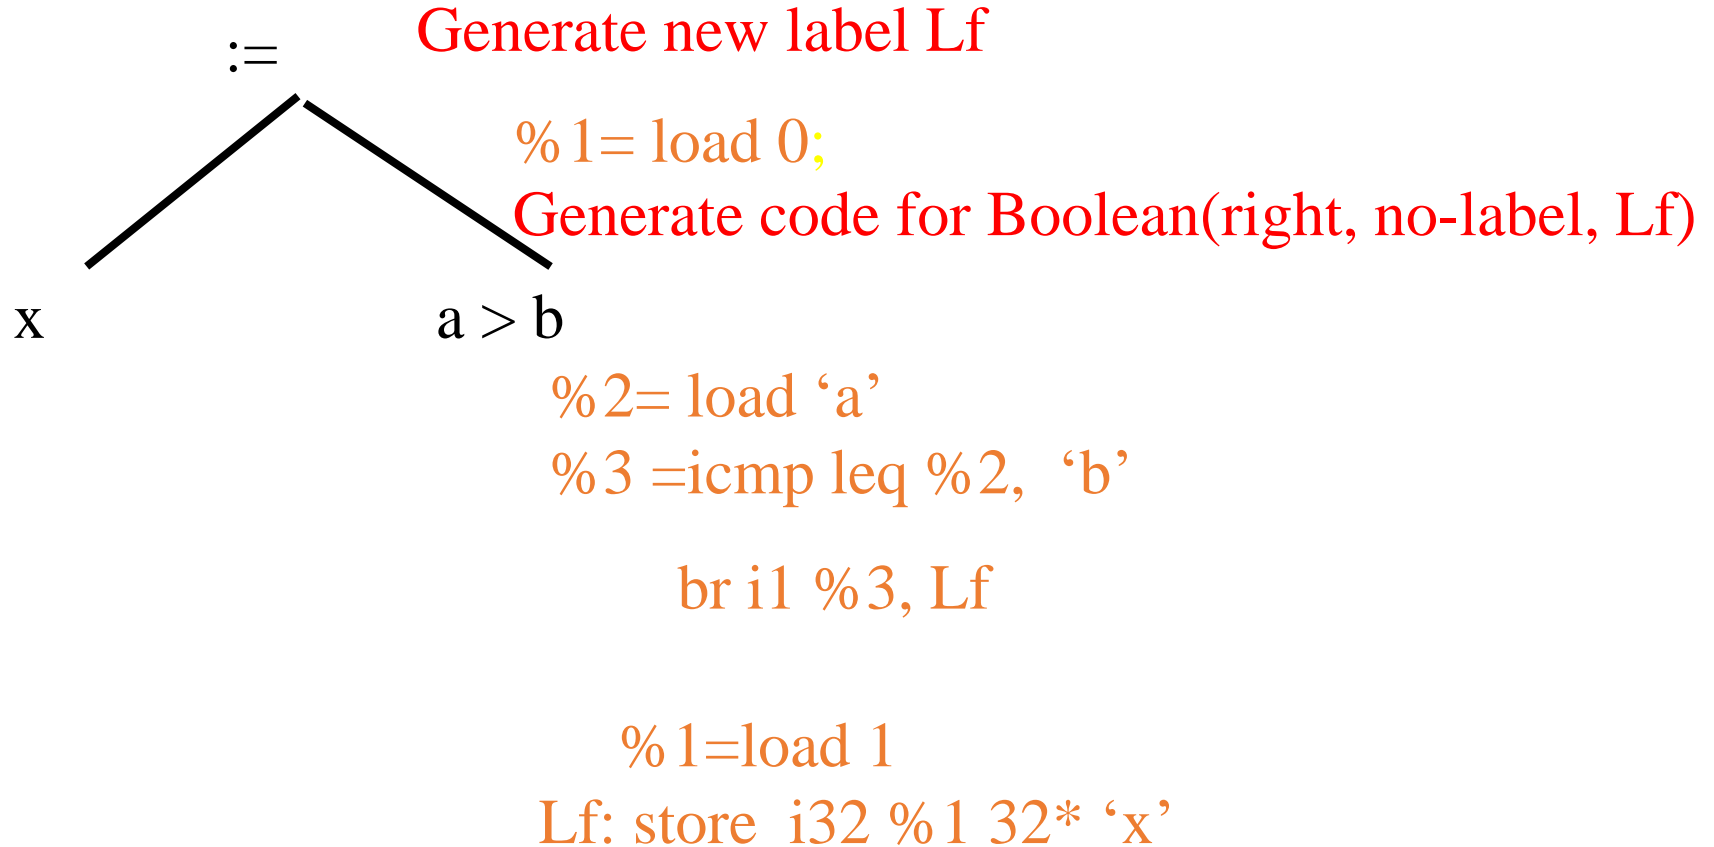 :=
Generate new label Lf
%1= load 0;
Generate code for Boolean(right, no-label, Lf)
x
a > b
%2= load ‘a’
%3 =icmp leq %2, ‘b’
br i1 %3, Lf
%1=load 1
Lf: store i32 %1 32* ‘x’